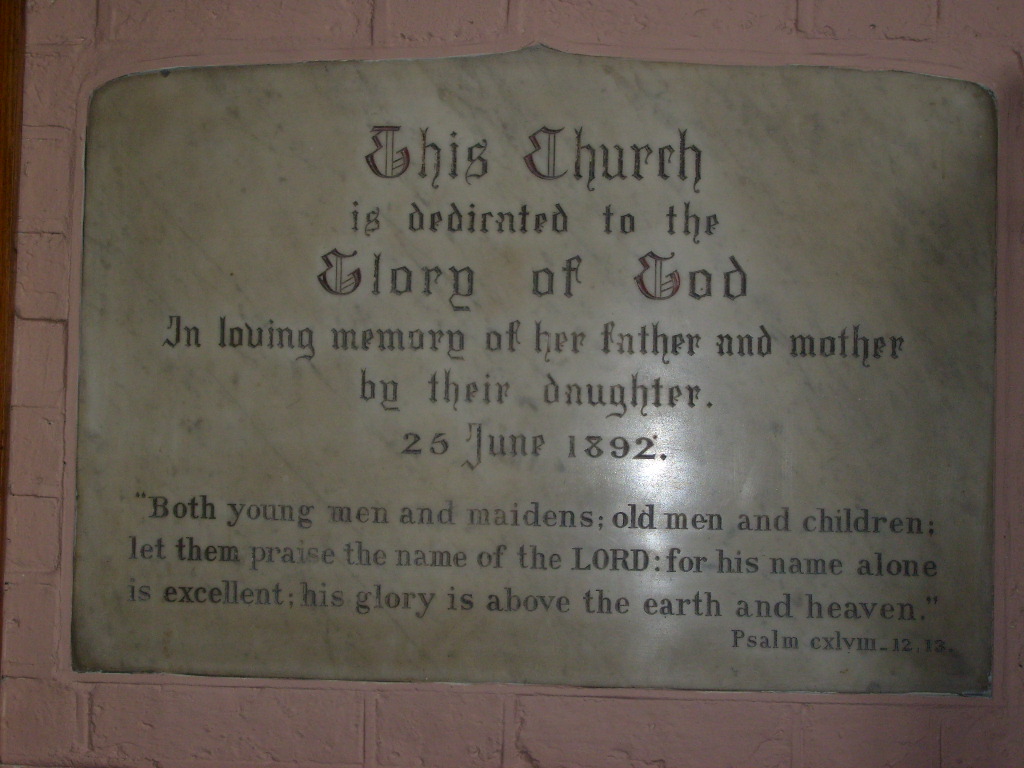 This Church
is dedicated to the
Glory of God
In loving memory of her father and mother
by their daughter.
25 June 1892.
"Both young men and maidens; old men and children;
let them praise the name of the LORD: for his name alone
is excellent: his glory is above the earth and heaven."
Psalm cxlviii. 12, 13.